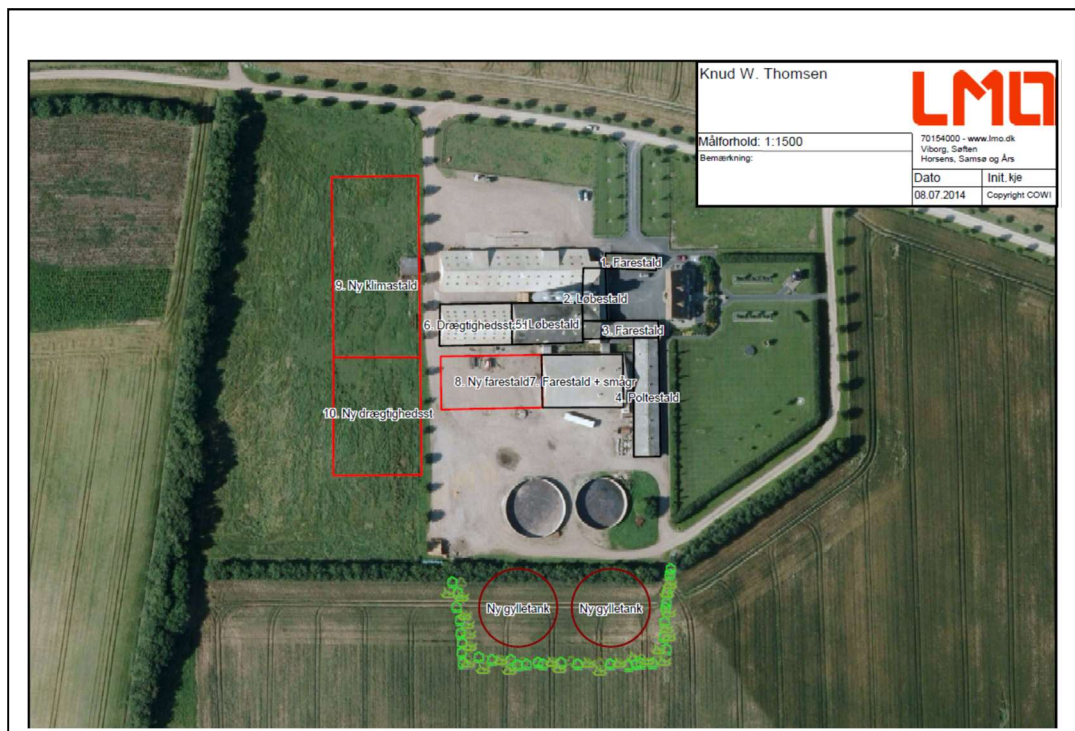 Knud W. Thomsen
LMO
Målforhold: 1:1500
Bemærkning:
70154000 - www.lmo.dk
Viborg, Søften
Horsens, Samsø og Års
Dato
Init. kje
08.07.2014
Copyright COWI
1. Farestald
9. Ny klimastald
2. Løbestald
6. Drægtighedsst
5. Løbestald
3. Farestald
8. Ny farestald
7. Farestald + smågr
4. Poltestald
10. Ny drægtighedsst
Ny gylletank
Ny gylletank